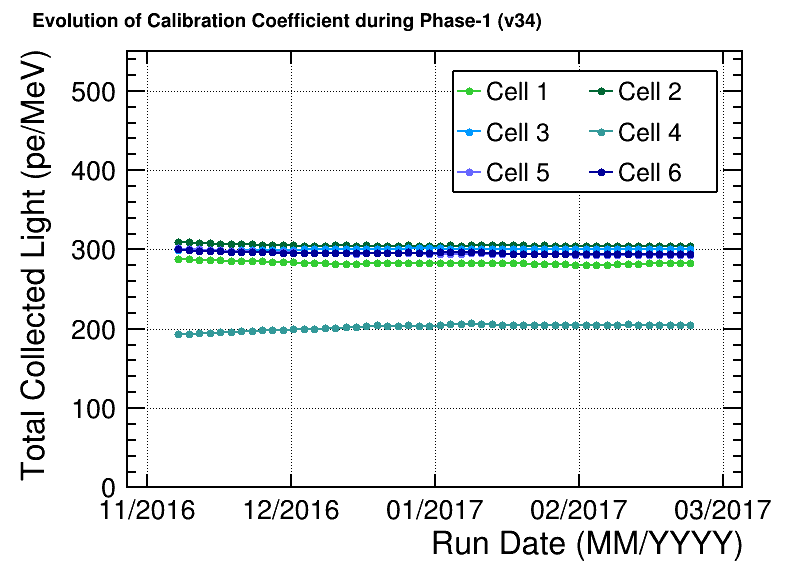 Evolution of Calibration Coefficient during Phase-1 (v34)
Total Collected Light (pe/MeV)
500
400
300
200
100
0
Cell 1 Cell 2
Cell 3 Cell 4
Cell 5 Cell 6
11/2016 12/2016 01/2017 02/2017 03/2017
Run Date (MM/YYYY)